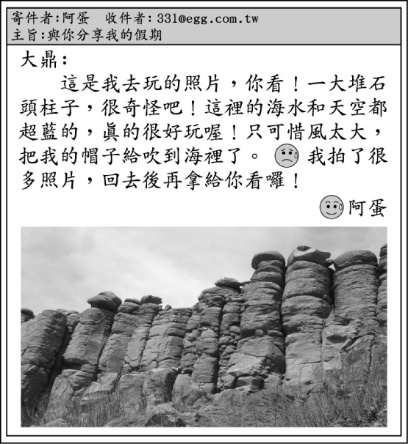 寄件者:阿蛋　收件者:331@egg.com.tw
主旨:與你分享我的假期
大鼎:
這是我去玩的照片，你看！一大堆石
頭柱子，很奇怪吧！這裡的海水和天空都
超藍的，真的很好玩喔！只可惜風太大，
把我的帽子給吹到海裡了。我拍了很
多照片，回去後再拿給你看囉！
阿蛋